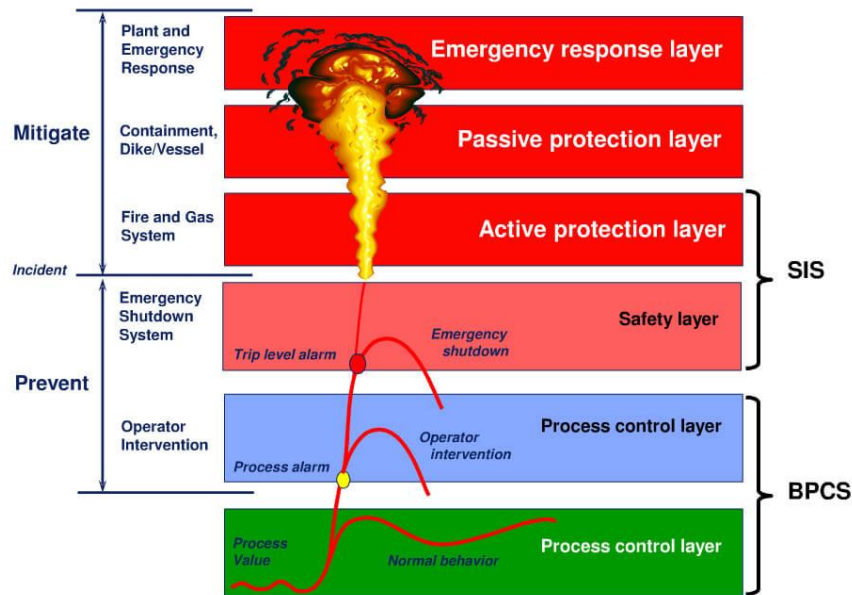 Plant and
Emergency
Response
Emergency response layer
Mitigate
Containment,
Dike/Vessel
Passive protection layer
Fire and Gas
System
Active protection layer
Incident
SIS
Emergency
Shutdown
System
Safety layer
Emergency
shutdown
Trip level alarm
Prevent
Operator
Intervention
Process control layer
Operator
intervention
Process alarm
BPCS
Process
Value
Normal behavior
Process control layer